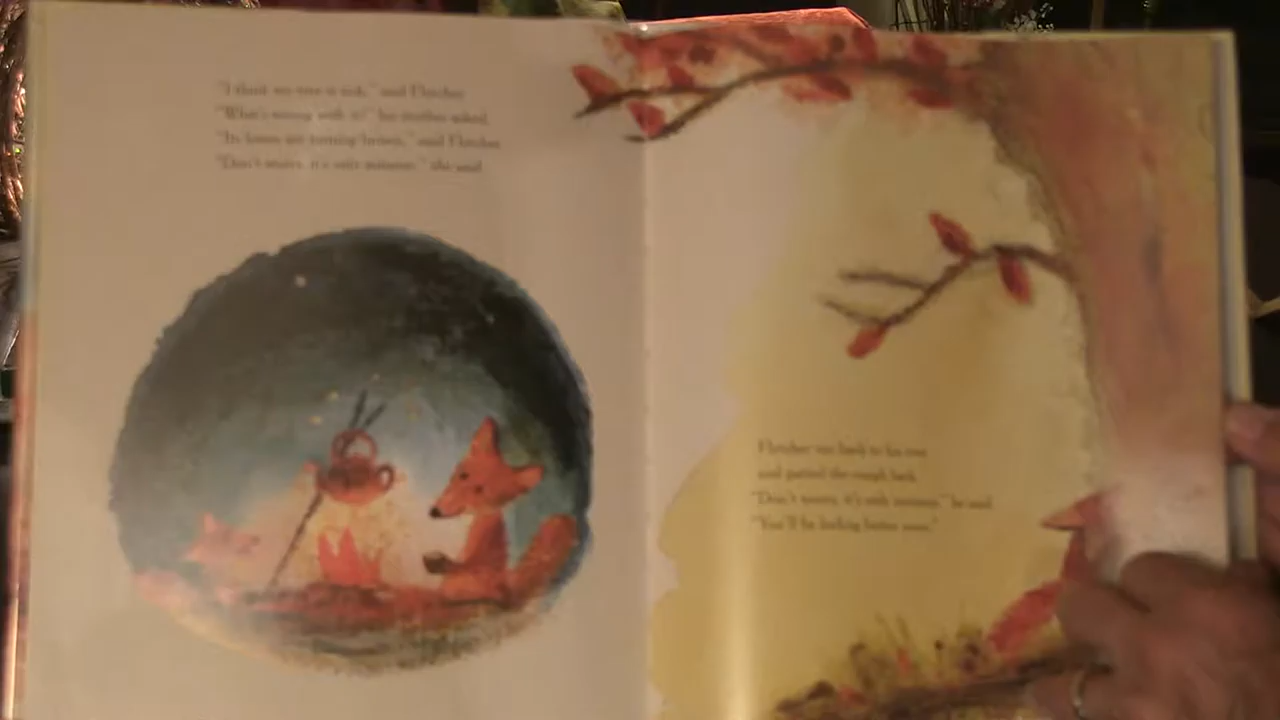 "I think my tree is sick," said Fletcher.
"What's wrong with it?" his mother asked.
"Its leaves are turning brown," said Fletcher.
"Don't worry, it's only autumn," she said.
Fletcher ran back to his tree
and patted the rough bark.
"Don't worry, it's only autumn," he said.
"You'll be feeling better soon."